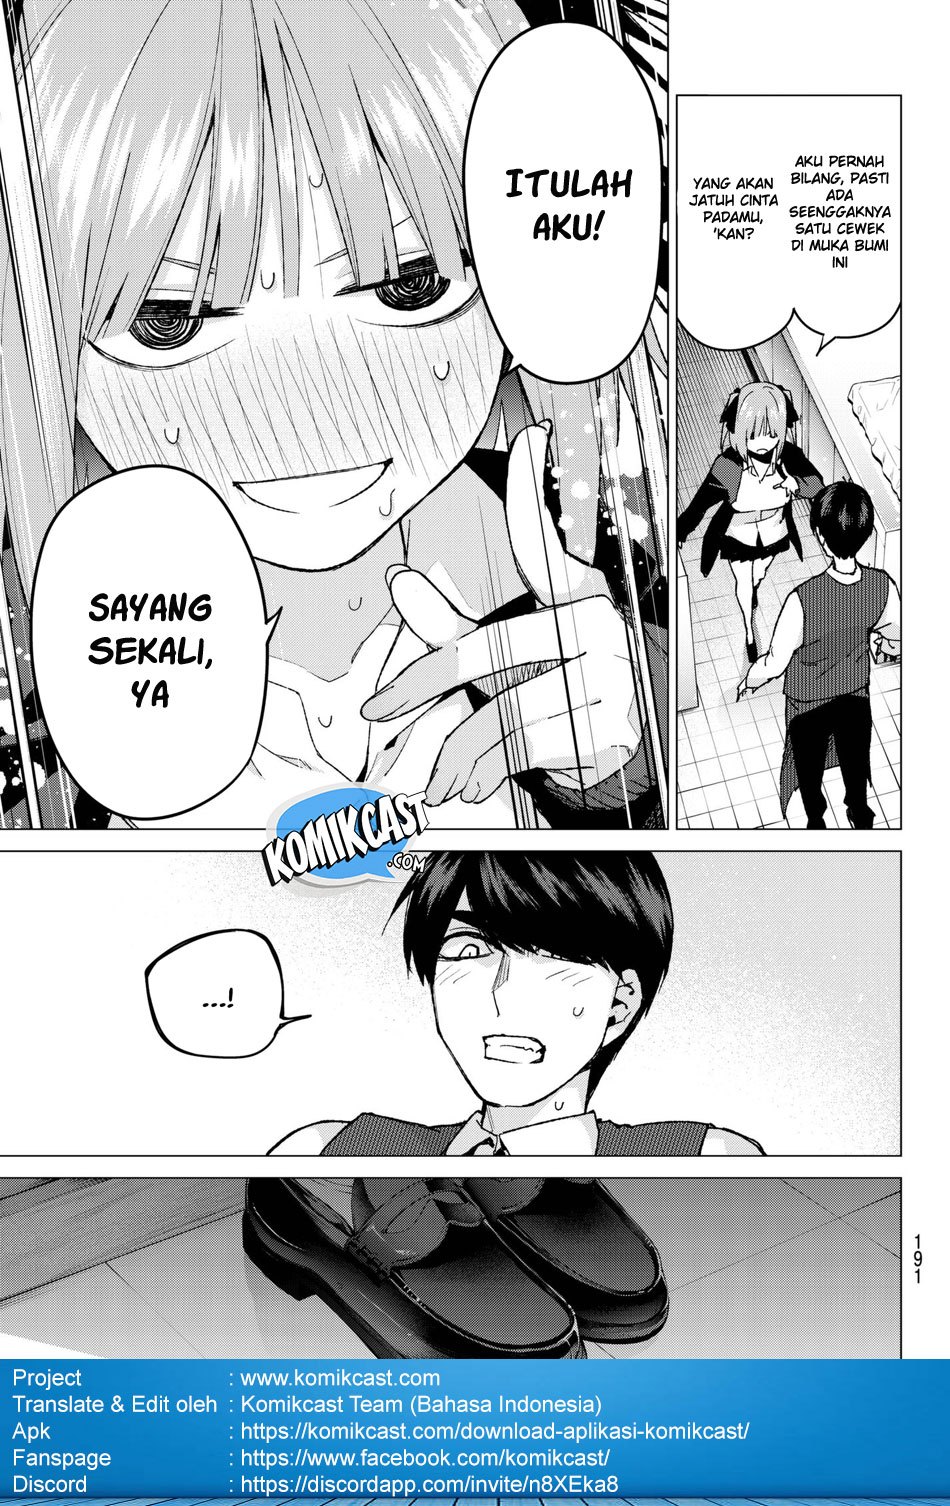 AKU PERNAH
BILANG, PASTI
ADA
SEENGGAKNYA
SATU CEWEK
DI MUKA BUMI
INI
YANG AKAN
JATUH CINTA
PADAMU,
'KAN?
ITULAH
AKU!
SAYANG
SEKALI,
YA
KOMIKCAST
.COM
...!
191
Project : www.komikcast.com
Translate & Edit oleh : Komikcast Team (Bahasa Indonesia)
Apk : https://komikcast.com/download-aplikasi-komikcast/
Fanspage : https://www.facebook.com/komikcast/
Discord : https://discordapp.com/invite/n8XEka8